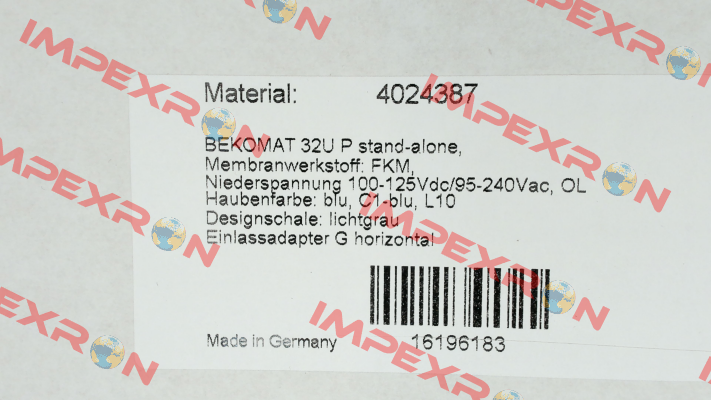 Material: 4024387
BEKOMAT 32U P stand-alone,
Membranwerkstoff: FKM,
Niederspannung 100-125Vdc/95-240Vac, OL
Haubenfarbe: blu, C1-blu, L10
Designschale: lichtgrau
Einlassadapter G horizontal
Made in Germany 16196183
IMPEXRON
IMPEXRON
IMPEXRON
IMPEXRON
IMPEXRON
IMPEXRON